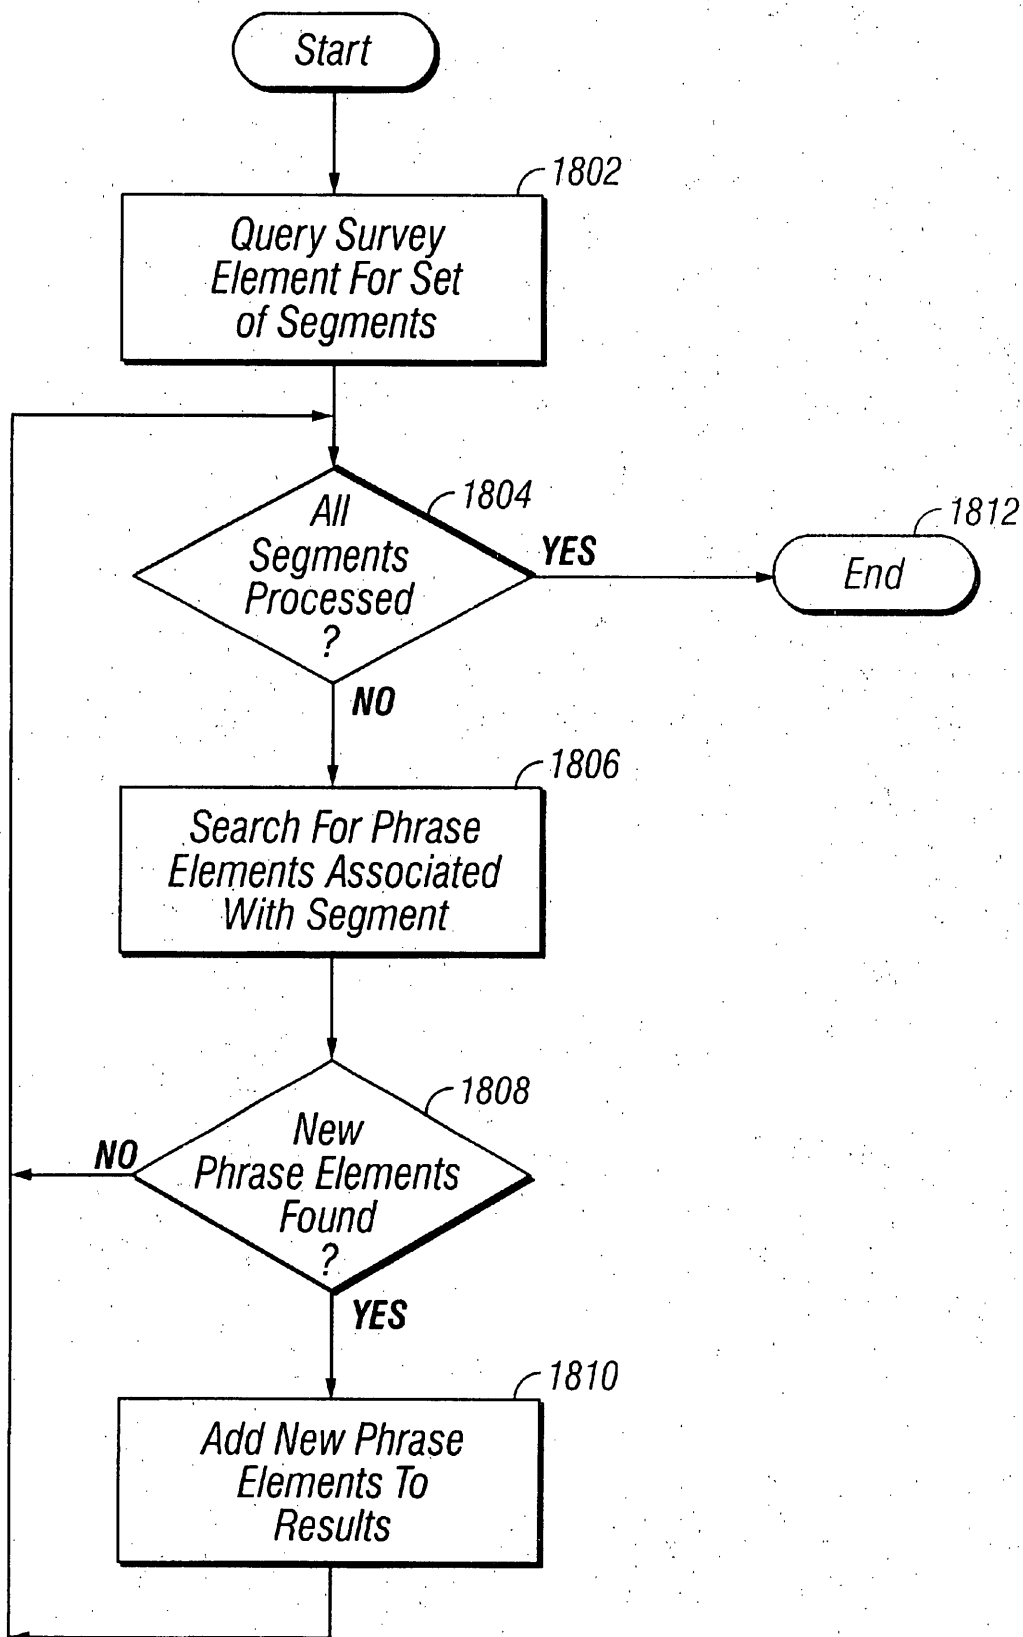 Start
1802
Query Survey
Element For Set
of Segments
1804
All
Segments
Processed
?
YES
1812
End
NO
1806
Search For Phrase
Elements Associated
With Segment
1808
New
Phrase Elements
Found
?
NO
YES
1810
Add New Phrase
Elements To
Results